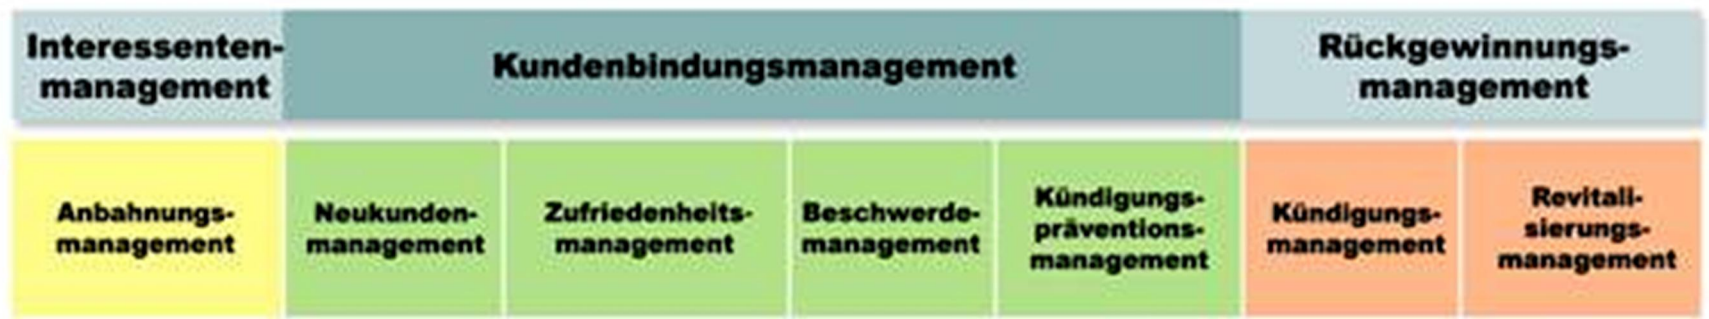 Interessenten-
management
Kundenbindungsmanagement
Rückgewinnungs-
management
Anbahnungs-
management
Neukunden-
management
Zufriedenheits-
management
Beschwerde-
management
Kündigungs-
präventions-
management
Kündigungs-
management
Revitali-
sierungs-
management